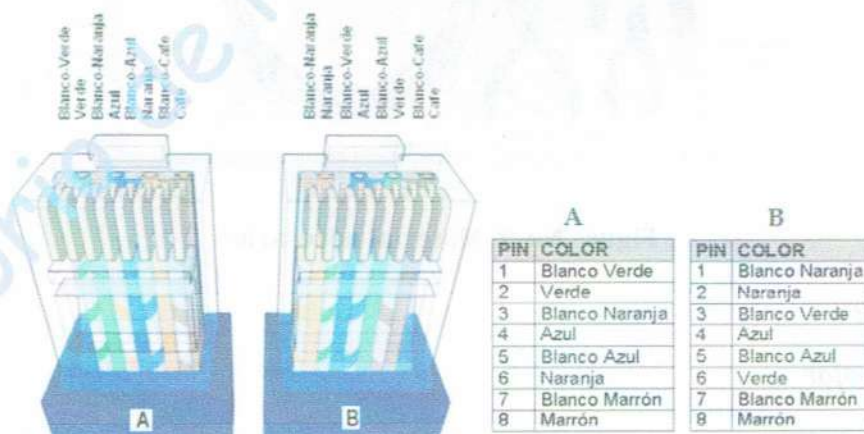 Blanco-Verde
Verde
Blanco-Naranja
Azul
Blanco-Azul
Naranja
Blanco-Cafe
Cafe
Blanco-Naranja
Naranja
Blanco-Verde
Azul
Blanco-Azul
Verde
Blanco-Cafe
Cafe
A
B
A
PIN COLOR
1 Blanco Verde
2 Verde
3 Blanco Naranja
4 Azul
5 Blanco Azul
6 Naranja
7 Blanco Marrón
8 Marrón
B
PIN COLOR
1 Blanco Naranja
2 Naranja
3 Blanco Verde
4 Azul
5 Blanco Azul
6 Verde
7 Blanco Marrón
8 Marrón
de